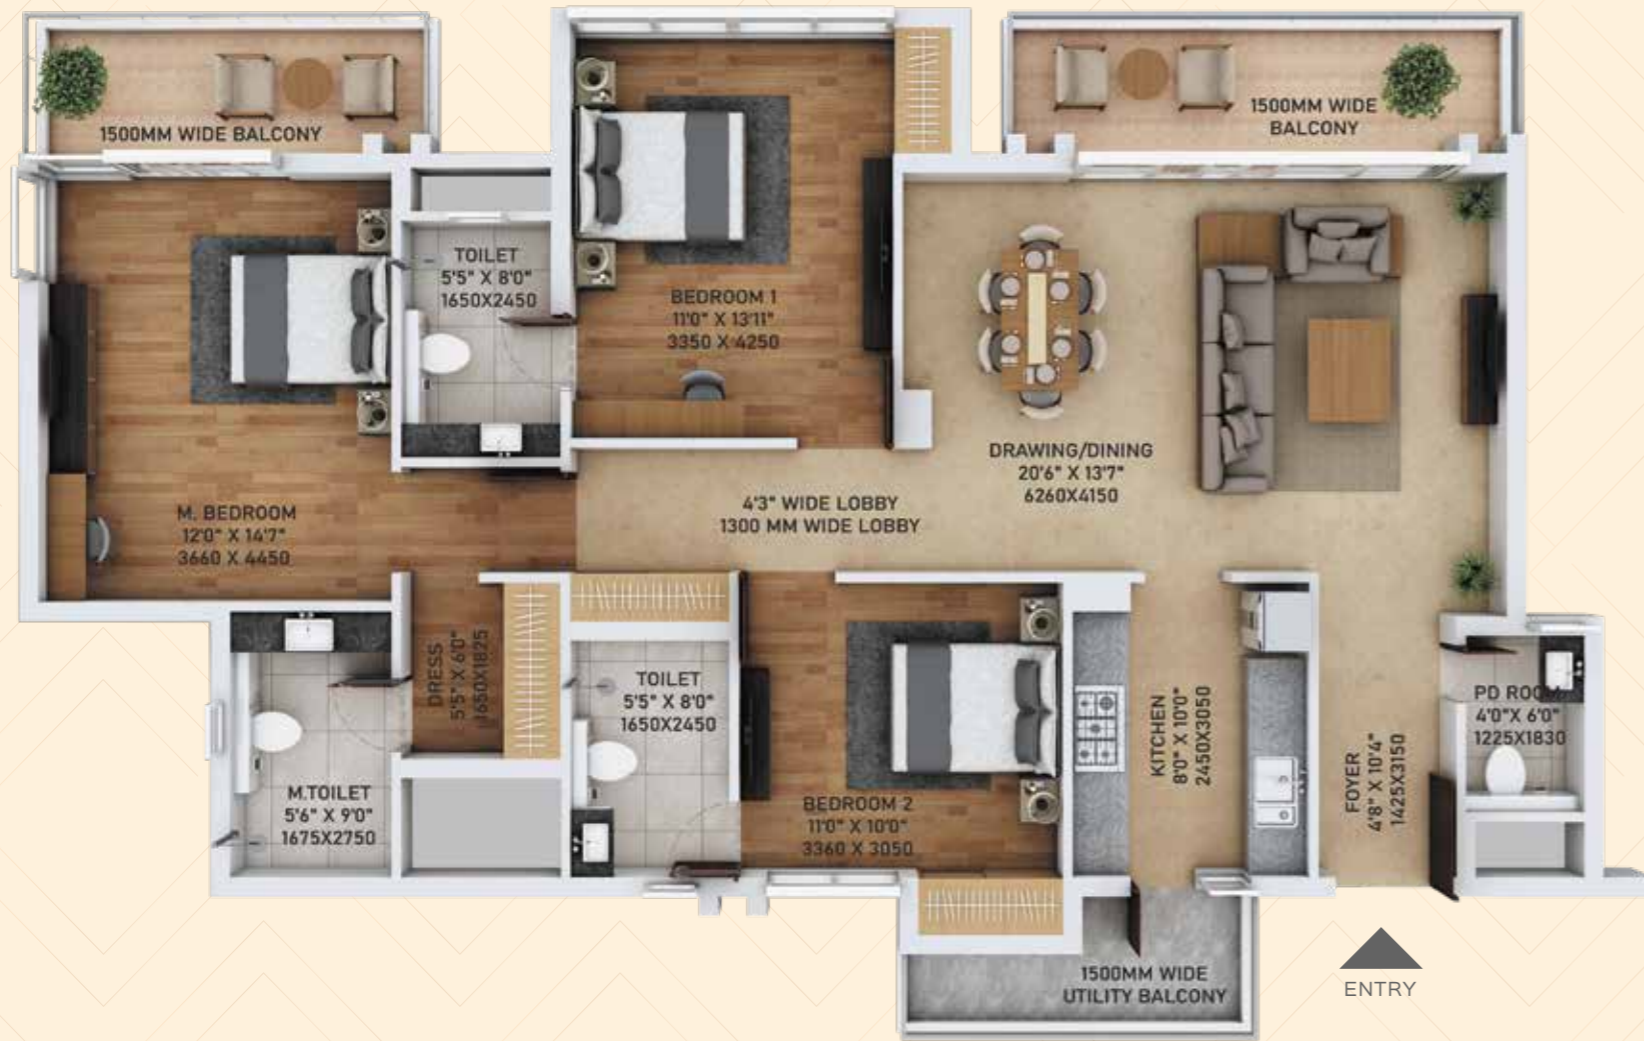 1500MM WIDE BALCONY
1500MM WIDE
BALCONY
TOILET
5'5" X 8'0"
1650X2450
BEDROOM 1
11'0" X 13'11"
3350 X 4250
DRAWING/DINING
20'6" X 13'7"
6260X4150
M. BEDROOM
12'0" X 14'7"
3660 X 4450
4'3" WIDE LOBBY
1300 MM WIDE LOBBY
DRESS
5'5" X 6'0"
1650X1825
TOILET
5'5" X 8'0"
1650X2450
M.TOILET
5'6" X 9'0"
1675X2750
BEDROOM 2
11'0" X 10'0"
3360 X 3050
KITCHEN
8'0" X 10'0"
2450X3050
FOYER
4'8" X 10'4"
1425X3150
PD ROOM
4'0"X 6'0"
1225X1830
1500MM WIDE
UTILITY BALCONY
ENTRY